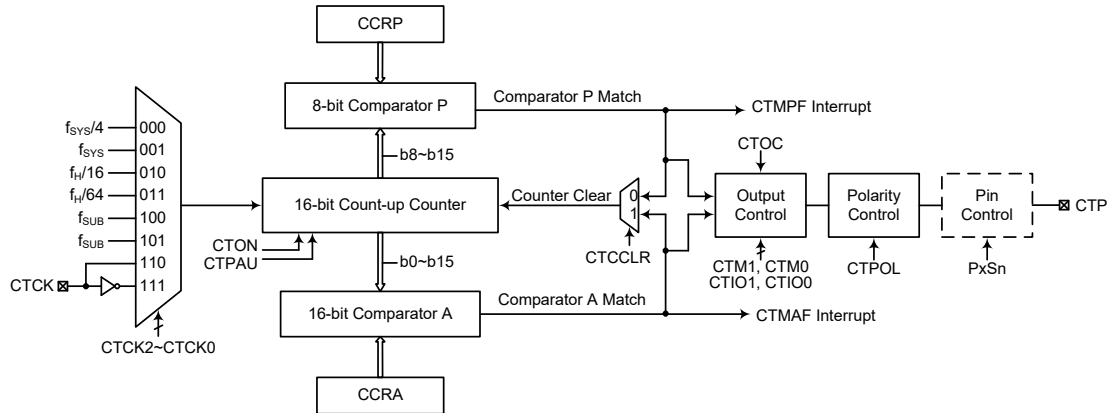 CCRP
8-bit Comparator P
Comparator P Match
CTMPF Interrupt
b8~b15
fSYS/4
000
fSYS
001
fH/16
010
fH/64
011
fSUB
100
fSUB
101
110
CTCK
111
CTCK2~CTCK0
16-bit Count-up Counter
CTON
CTPAU
Counter Clear
0
1
CTCCLR
CTOC
Output
Control
CTM1, CTM0
CTIO1, CTIO0
Polarity
Control
CTPOL
Pin
Control
PxSn
CTP
b0~b15
16-bit Comparator A
Comparator A Match
CTMAF Interrupt
CCRA